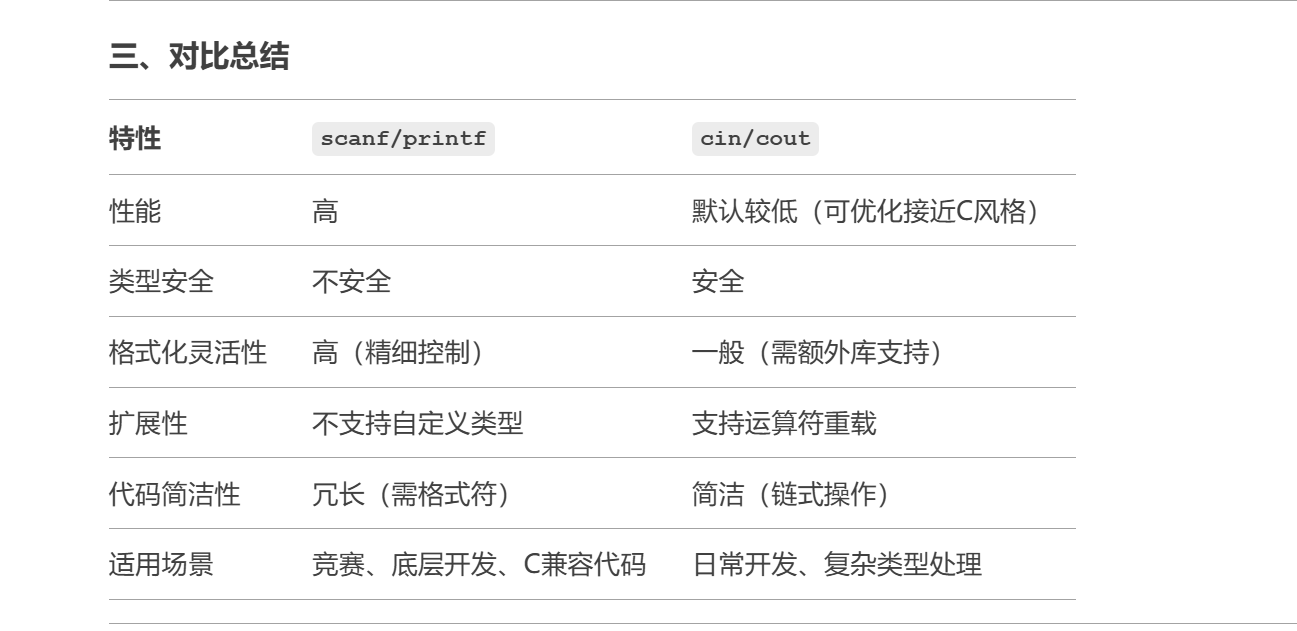 三、对比总结
特性 scanf/printf cin/cout
性能 高 默认较低（可优化接近C风格）
类型安全 不安全 安全
格式化灵活性 高（精细控制） 一般（需额外库支持）
扩展性 不支持自定义类型 支持运算符重载
代码简洁性 冗长（需格式符） 简洁（链式操作）
适用场景 竞赛、底层开发、C兼容代码 日常开发、复杂类型处理